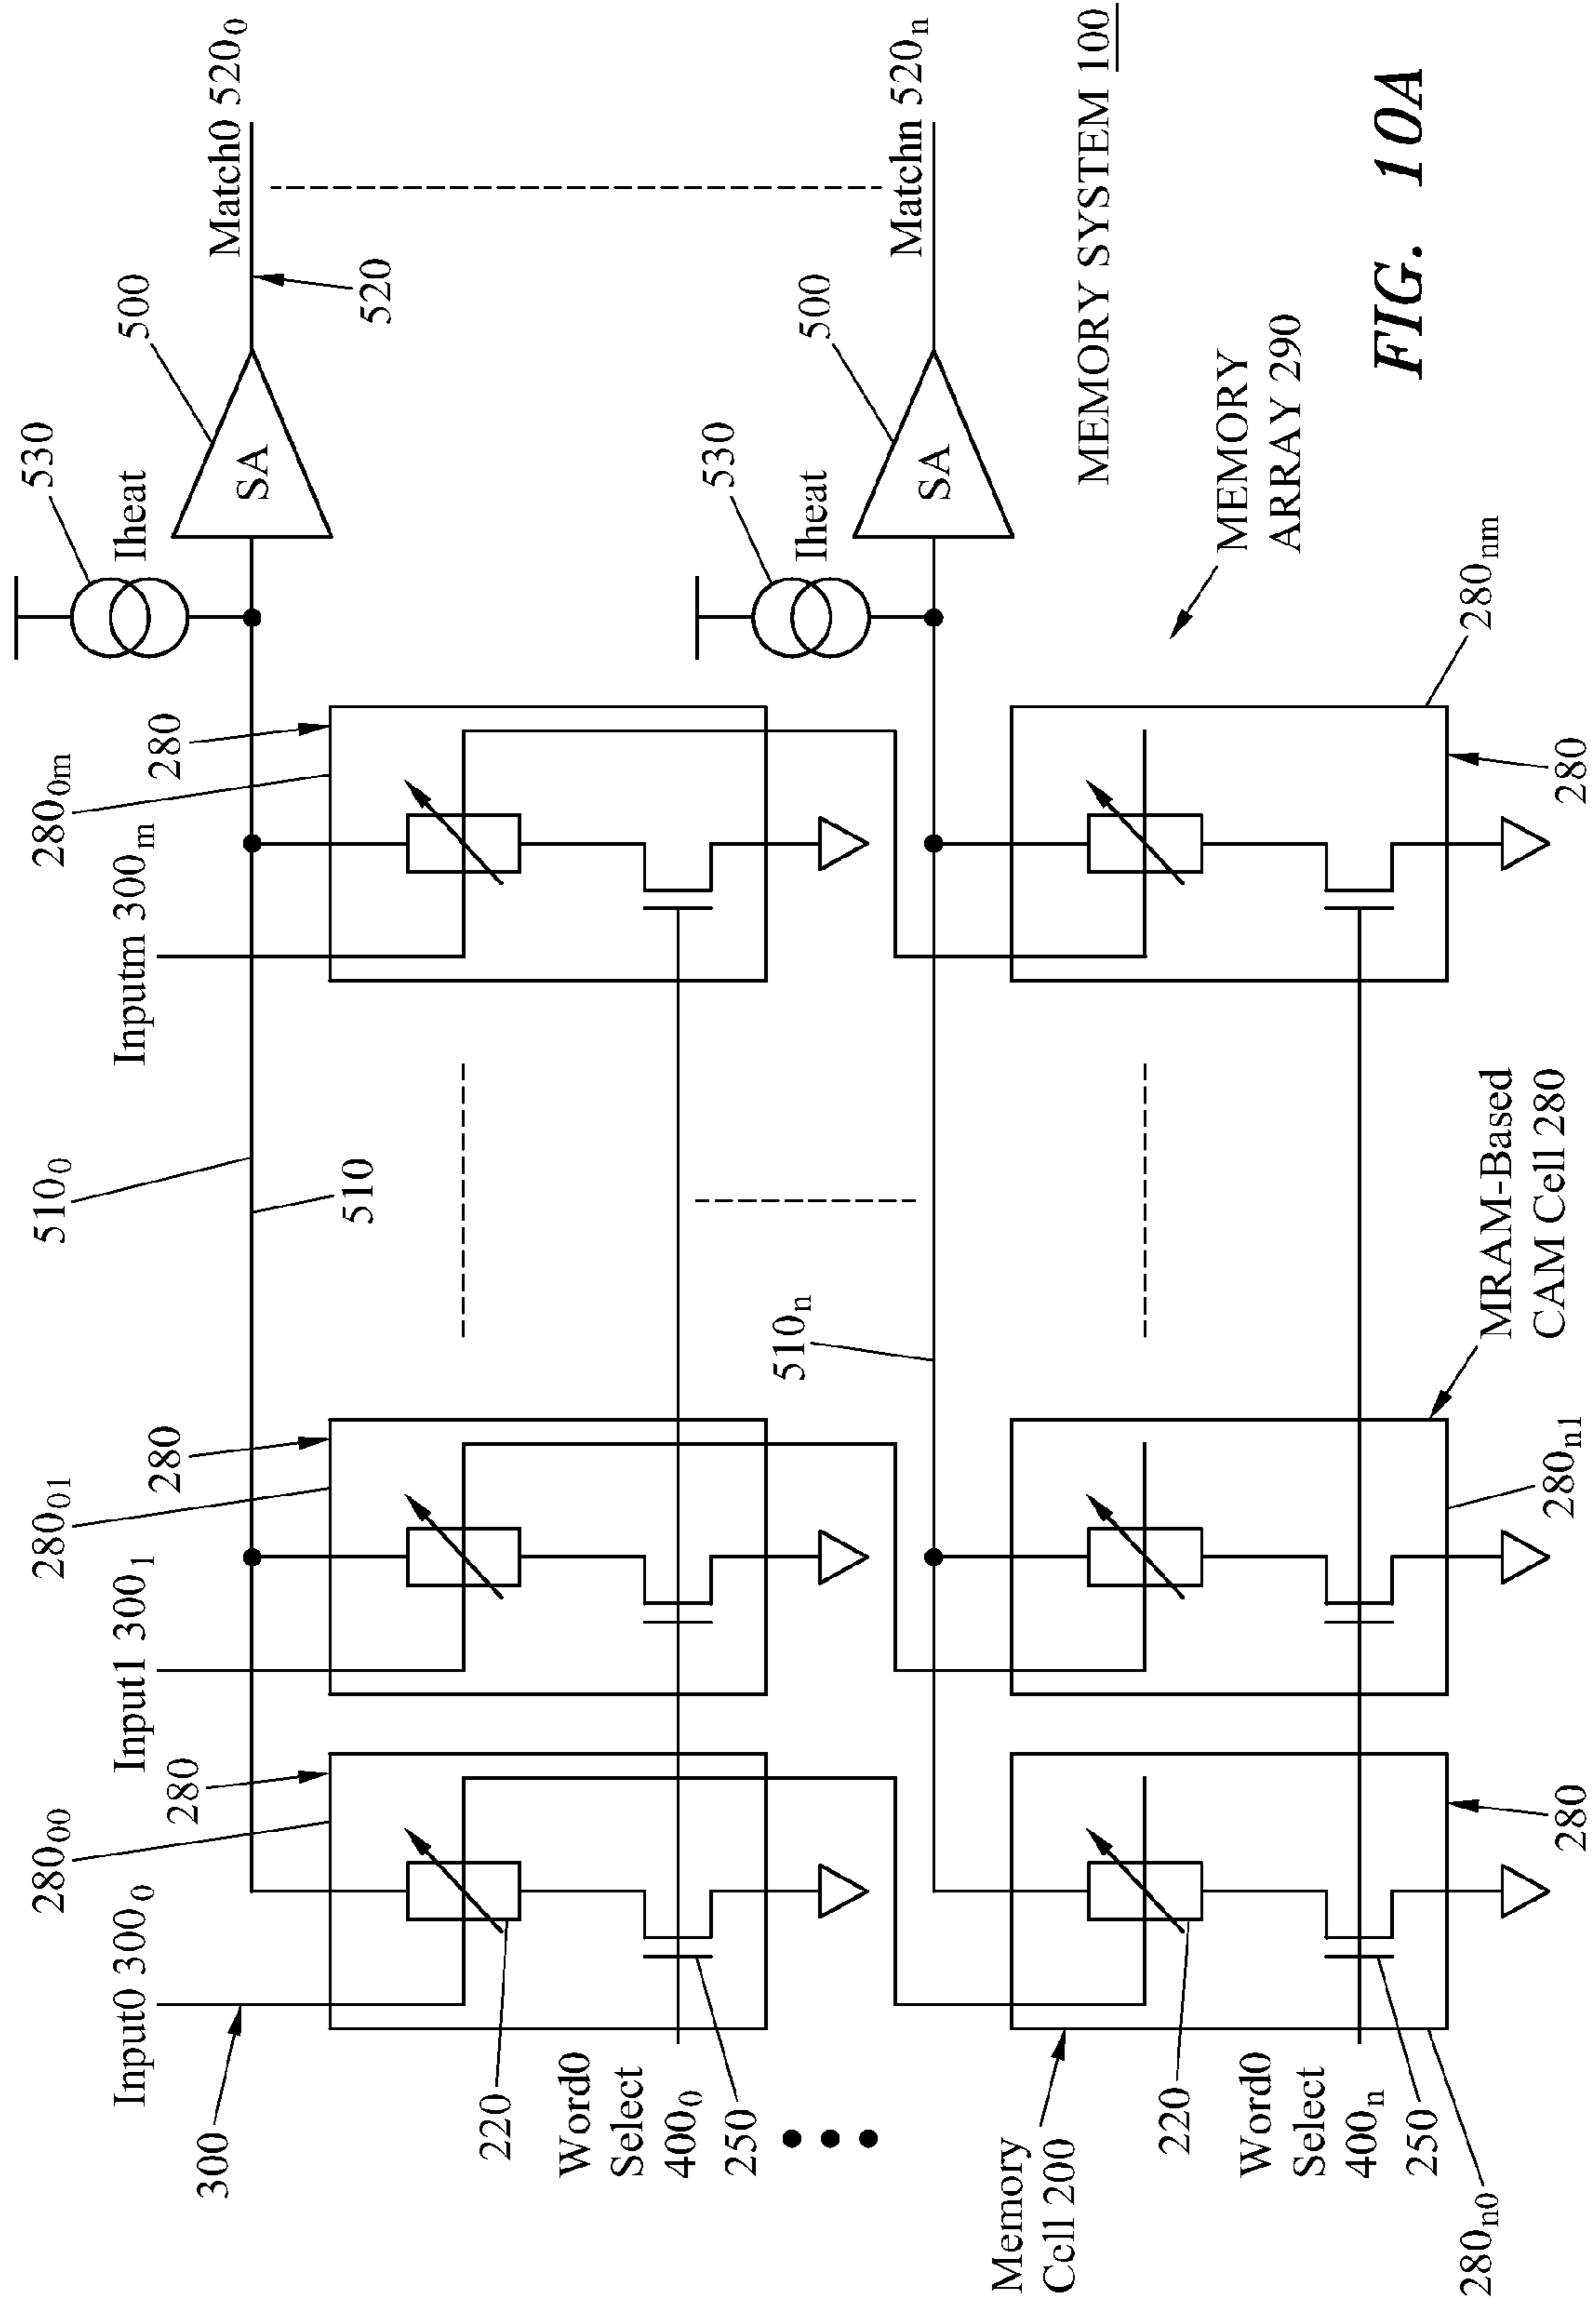 280₀₀
280₀₁
510₀
280₀ₘ
530
Input0 300₀
Input1 300₁
Inputm 300ₘ
Iheat
500
280
280
280
300
Match0 520₀
SA
510
520
220
Word0
Select
400₀
250
530
510ₙ
Iheat
500
Matchn 520ₙ
SA
Memory
Cell 200
MEMORY SYSTEM 100
220
MEMORY
ARRAY 290
Word0
Select
400ₙ
250
FIG. 10A
280ₙ₀
MRAM-Based
CAM Cell 280
280ₙₘ
280
280ₙ₁
280